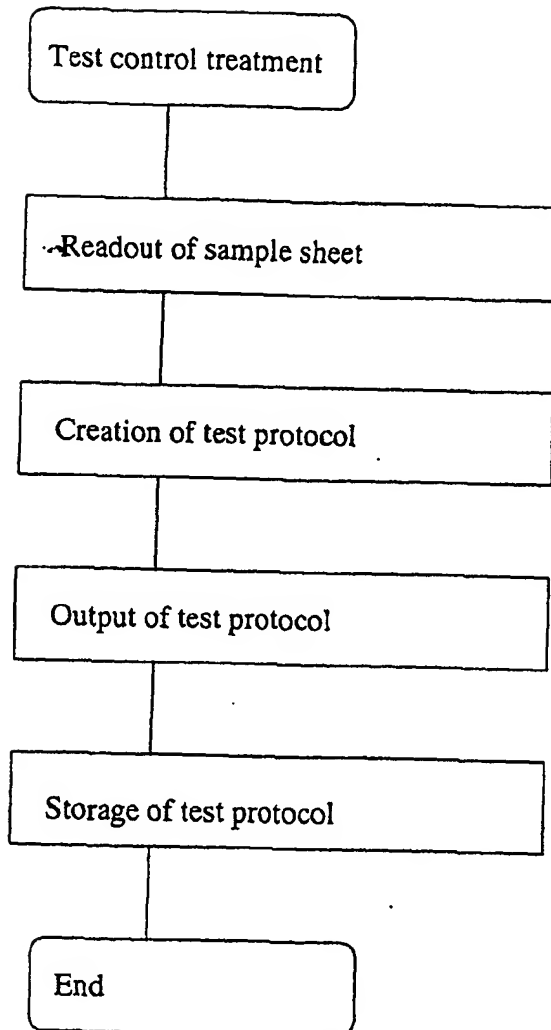 Test control treatment
Readout of sample sheet
Creation of test protocol
Output of test protocol
Storage of test protocol
End